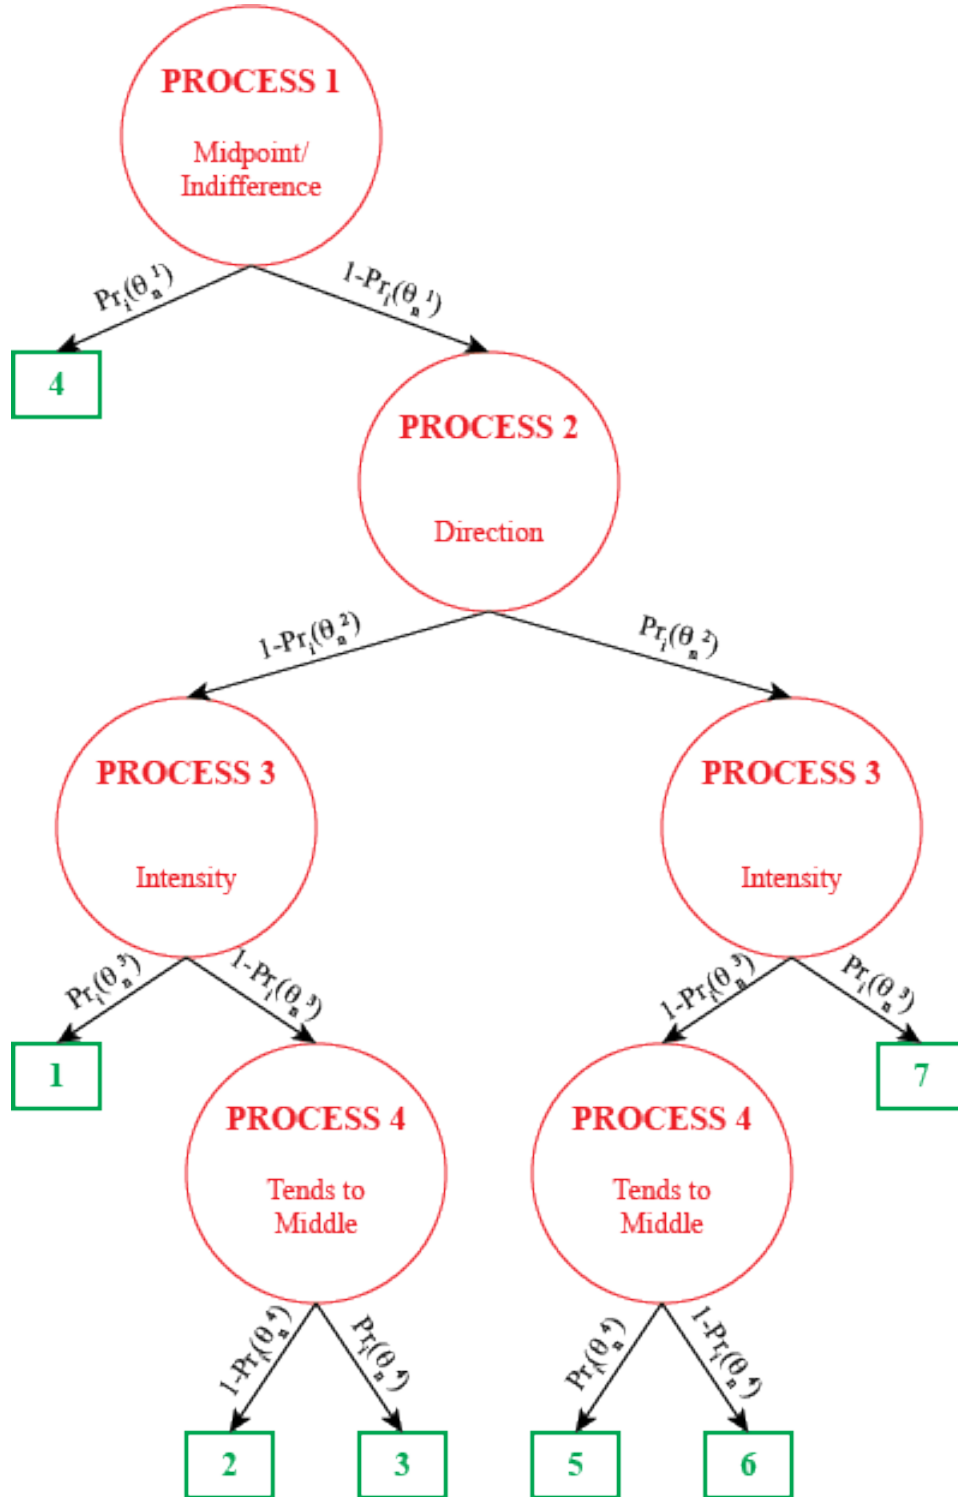 PROCESS 1
Midpoint/
Indifference
Pr_i(θ_n^1)
1-Pr_i(θ_n^1)
4
PROCESS 2
Direction
1-Pr_i(θ_n^2)
Pr_i(θ_n^2)
PROCESS 3
Intensity
PROCESS 3
Intensity
Pr_i(θ_n^3)
1-Pr_i(θ_n^3)
1-Pr_i(θ_n^3)
Pr_i(θ_n^3)
1
7
PROCESS 4
Tends to
Middle
PROCESS 4
Tends to
Middle
1-Pr_i(θ_n^4)
Pr_i(θ_n^4)
Pr_i(θ_n^4)
1-Pr_i(θ_n^4)
2
3
5
6